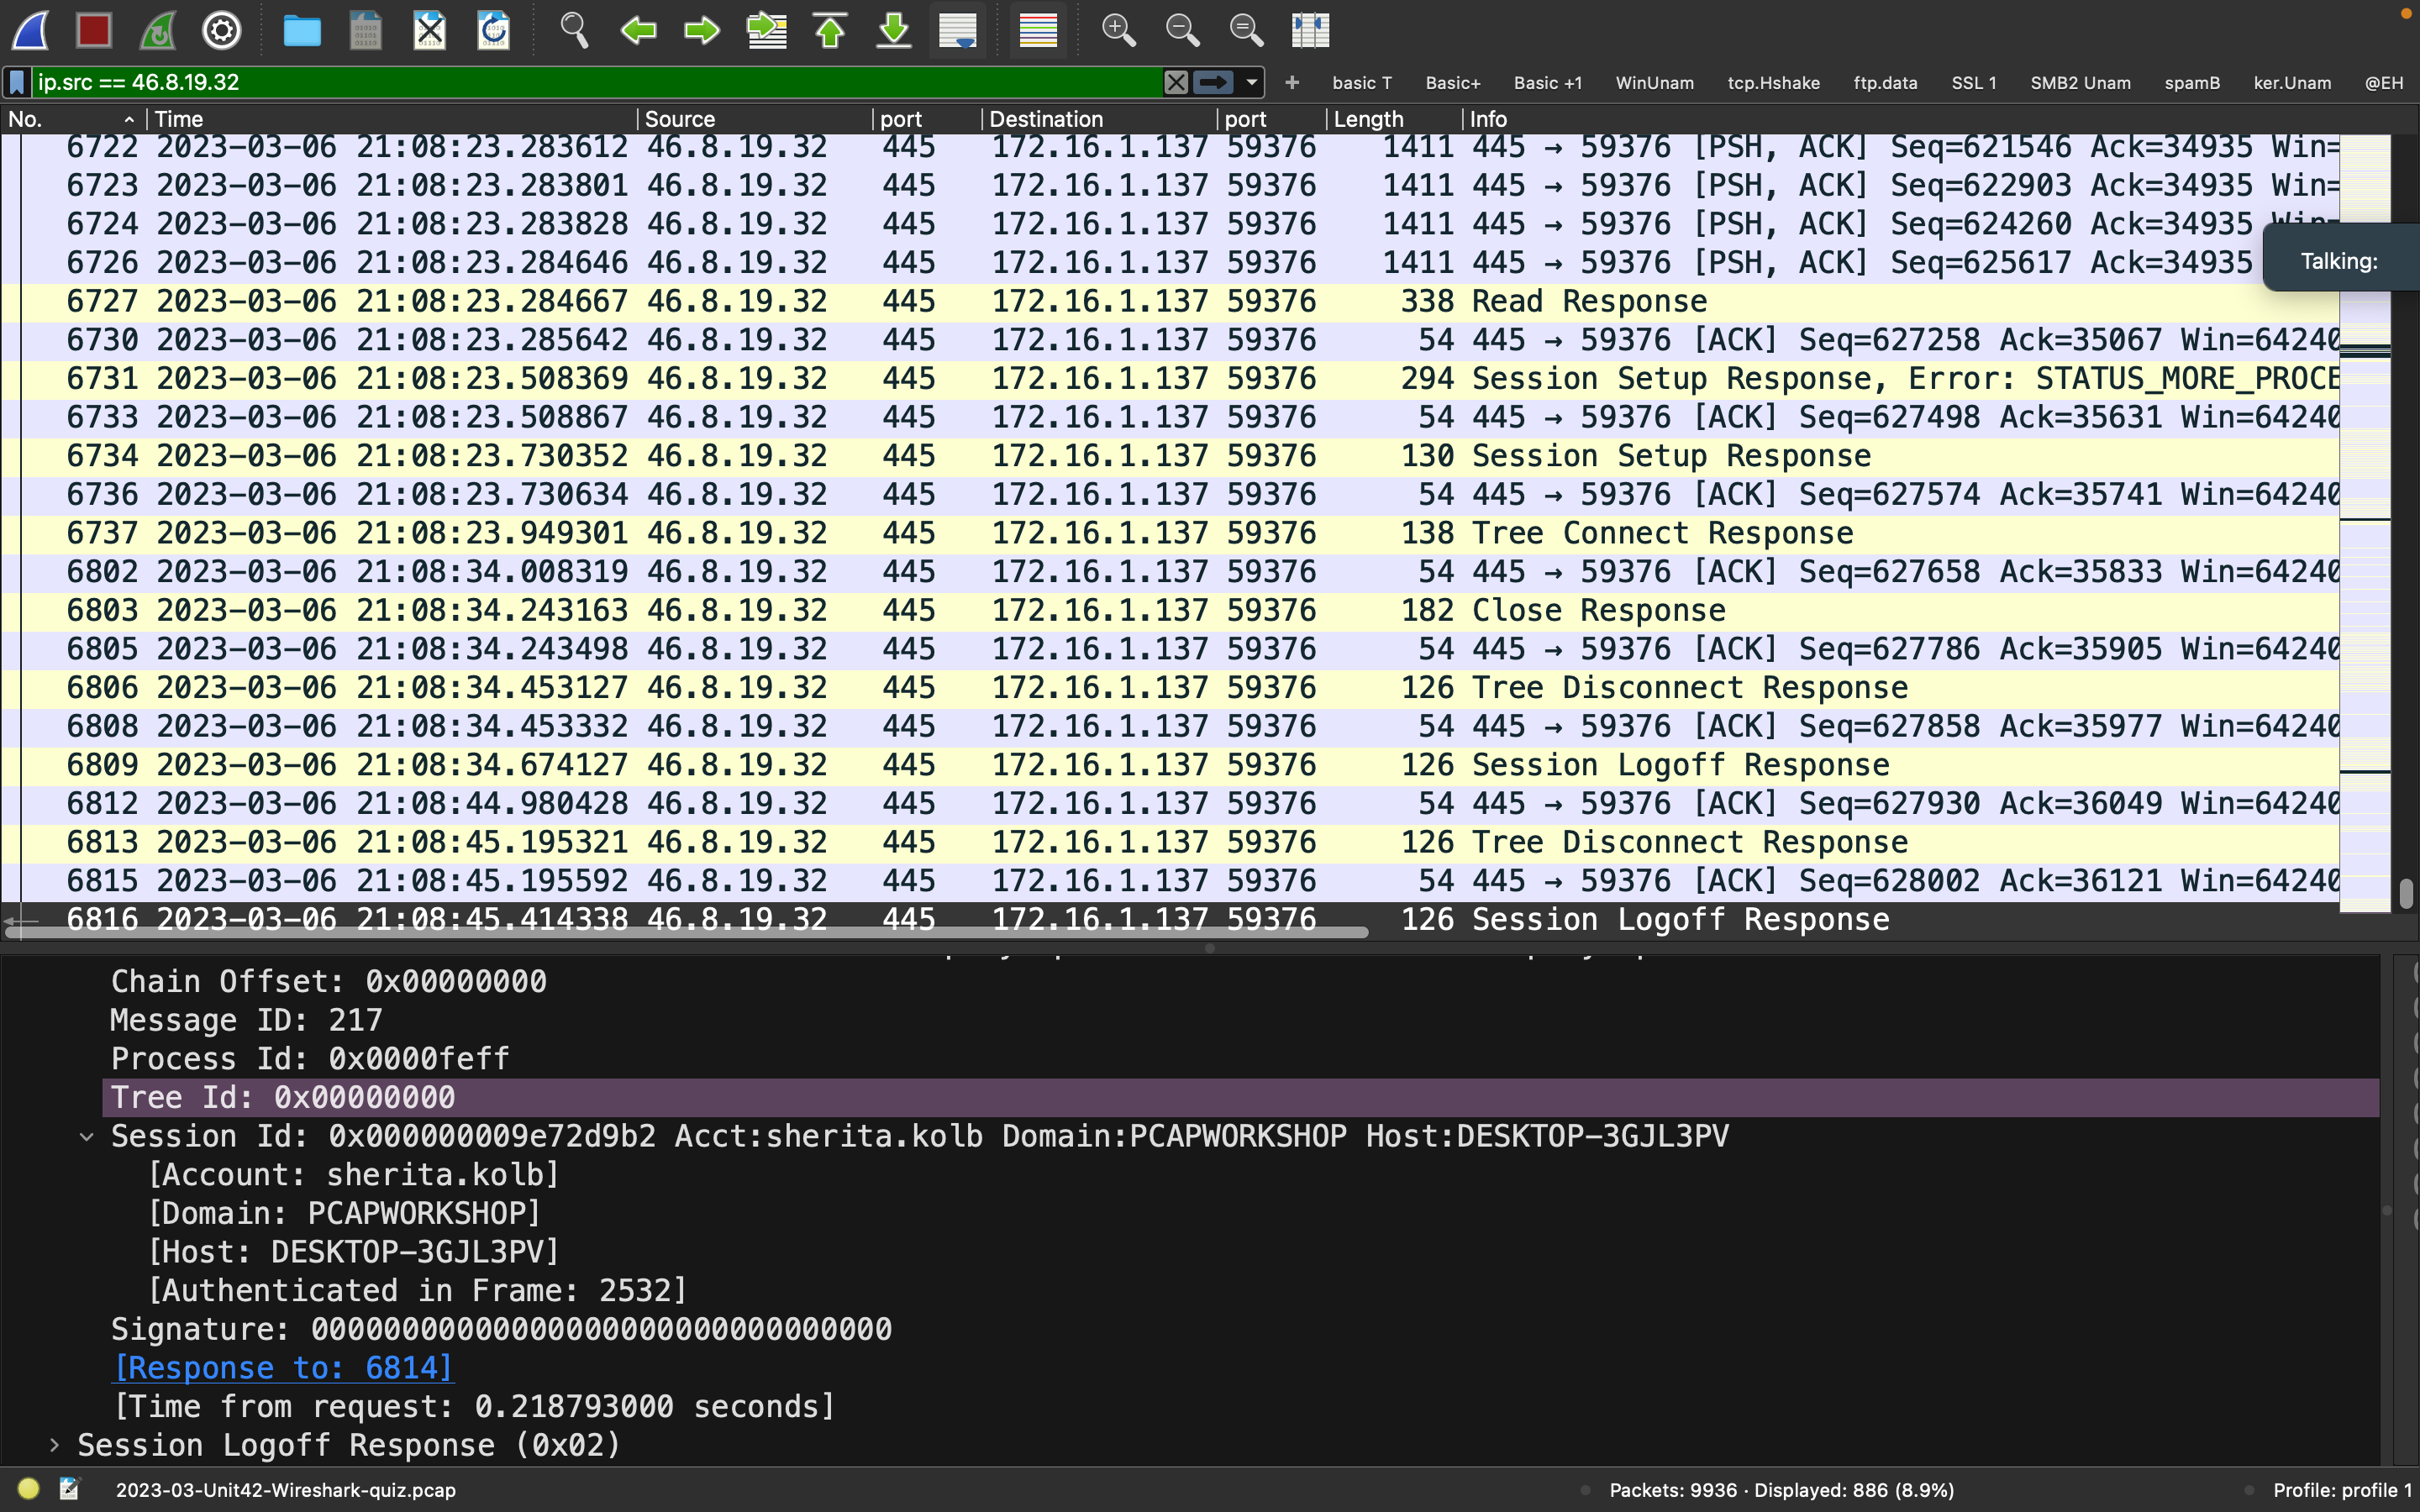 ip.src == 46.8.19.32 + basic T Basic+ Basic +1 WinUnam tcp.Hshake ftp.data SSL 1 SMB2 Unam spamB ker.Unam @EH
No. Time Source port Destination port Length Info
6722 2023-03-06 21:08:23.283612 46.8.19.32 445 172.16.1.137 59376 1411 445 → 59376 [PSH, ACK] Seq=621546 Ack=34935 Win=
6723 2023-03-06 21:08:23.283801 46.8.19.32 445 172.16.1.137 59376 1411 445 → 59376 [PSH, ACK] Seq=622903 Ack=34935 Win=
6724 2023-03-06 21:08:23.283828 46.8.19.32 445 172.16.1.137 59376 1411 445 → 59376 [PSH, ACK] Seq=624260 Ack=34935 Win=
6726 2023-03-06 21:08:23.284646 46.8.19.32 445 172.16.1.137 59376 1411 445 → 59376 [PSH, ACK] Seq=625617 Ack=34935
Talking:
6727 2023-03-06 21:08:23.284667 46.8.19.32 445 172.16.1.137 59376 338 Read Response
6730 2023-03-06 21:08:23.285642 46.8.19.32 445 172.16.1.137 59376 54 445 → 59376 [ACK] Seq=627258 Ack=35067 Win=64240
6731 2023-03-06 21:08:23.508369 46.8.19.32 445 172.16.1.137 59376 294 Session Setup Response, Error: STATUS_MORE_PROCE
6733 2023-03-06 21:08:23.508867 46.8.19.32 445 172.16.1.137 59376 54 445 → 59376 [ACK] Seq=627498 Ack=35631 Win=64240
6734 2023-03-06 21:08:23.730352 46.8.19.32 445 172.16.1.137 59376 130 Session Setup Response
6736 2023-03-06 21:08:23.730634 46.8.19.32 445 172.16.1.137 59376 54 445 → 59376 [ACK] Seq=627574 Ack=35741 Win=64240
6737 2023-03-06 21:08:23.949301 46.8.19.32 445 172.16.1.137 59376 138 Tree Connect Response
6802 2023-03-06 21:08:34.008319 46.8.19.32 445 172.16.1.137 59376 54 445 → 59376 [ACK] Seq=627658 Ack=35833 Win=64240
6803 2023-03-06 21:08:34.243163 46.8.19.32 445 172.16.1.137 59376 182 Close Response
6805 2023-03-06 21:08:34.243498 46.8.19.32 445 172.16.1.137 59376 54 445 → 59376 [ACK] Seq=627786 Ack=35905 Win=64240
6806 2023-03-06 21:08:34.453127 46.8.19.32 445 172.16.1.137 59376 126 Tree Disconnect Response
6808 2023-03-06 21:08:34.453332 46.8.19.32 445 172.16.1.137 59376 54 445 → 59376 [ACK] Seq=627858 Ack=35977 Win=64240
6809 2023-03-06 21:08:34.674127 46.8.19.32 445 172.16.1.137 59376 126 Session Logoff Response
6812 2023-03-06 21:08:44.980428 46.8.19.32 445 172.16.1.137 59376 54 445 → 59376 [ACK] Seq=627930 Ack=36049 Win=64240
6813 2023-03-06 21:08:45.195321 46.8.19.32 445 172.16.1.137 59376 126 Tree Disconnect Response
6815 2023-03-06 21:08:45.195592 46.8.19.32 445 172.16.1.137 59376 54 445 → 59376 [ACK] Seq=628002 Ack=36121 Win=64240
6816 2023-03-06 21:08:45.414338 46.8.19.32 445 172.16.1.137 59376 126 Session Logoff Response
Chain Offset: 0x00000000
Message ID: 217
Process Id: 0x0000feff
Tree Id: 0x00000000
Session Id: 0x000000009e72d9b2 Acct:sherita.kolb Domain:PCAPWORKSHOP Host:DESKTOP-3GJL3PV
[Account: sherita.kolb]
[Domain: PCAPWORKSHOP]
[Host: DESKTOP-3GJL3PV]
[Authenticated in Frame: 2532]
Signature: 00000000000000000000000000000000
[Response to: 6814]
[Time from request: 0.218793000 seconds]
Session Logoff Response (0x02)
2023-03-Unit42-Wireshark-quiz.pcap Packets: 9936 · Displayed: 886 (8.9%) Profile: profile 1